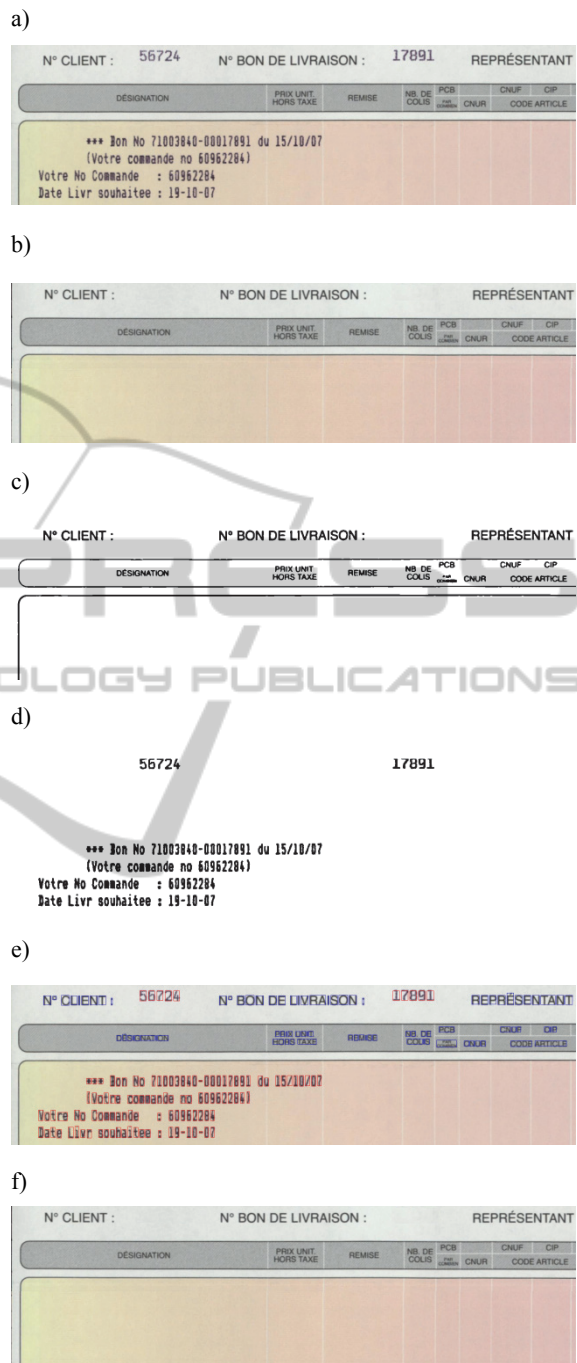 a)
N° CLIENT : 56724 N° BON DE LIVRAISON : 17891 REPRÉSENTANT
DÉSIGNATION PRIX UNIT. HORS TAXE REMISE NB. DE COLIS PCB CNUR CNUF CIP CODE ARTICLE
*** Bon No 71003840-00017891 du 15/10/07
(Votre commande no 60962284)
Votre No Commande : 60962284
Date Livr souhaitee : 19-10-07
b)
N° CLIENT : N° BON DE LIVRAISON : REPRÉSENTANT
DÉSIGNATION PRIX UNIT. HORS TAXE REMISE NB. DE COLIS PCB CNUR CNUF CIP CODE ARTICLE
c)
N° CLIENT : N° BON DE LIVRAISON : REPRÉSENTANT
DÉSIGNATION PRIX UNIT. HORS TAXE REMISE NB. DE COLIS PCB CNUR CNUF CIP CODE ARTICLE
PRESS
OLOGY PUBLICATIONS
d)
56724 17891
*** Bon No 71003840-00017891 du 15/10/07
(Votre commande no 60962284)
Votre No Commande : 60962284
Date Livr souhaitee : 19-10-07
e)
N° CLIENT : 56724 N° BON DE LIVRAISON : 17891 REPRÉSENTANT
DÉSIGNATION PRIX UNIT. HORS TAXE REMISE NB. DE COLIS PCB CNUR CNUF CIP CODE ARTICLE
*** Bon No 71003840-00017891 du 15/10/07
(Votre commande no 60962284)
Votre No Commande : 60962284
Date Livr souhaitee : 19-10-07
f)
N° CLIENT : N° BON DE LIVRAISON : REPRÉSENTANT
DÉSIGNATION PRIX UNIT. HORS TAXE REMISE NB. DE COLIS PCB CNUR CNUF CIP CODE ARTICLE